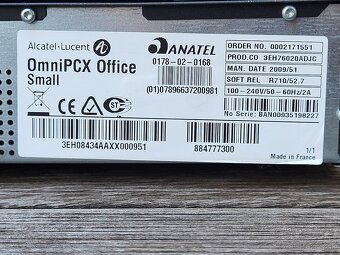 Alcatel·Lucent
OmniPCX Office
Small
ANATEL
0178-02-0168
(01)07896637200981
ORDER NO. 0002171551
PROD.CO 3EH76020ADJC
MAN. DATE 2009/51
SOFT REL R710/52.7
100-240V/50-60Hz/2A
No Serie: BAN00935198227
CE
3EH08434AAXX000951
884777300
1/1
Made in France